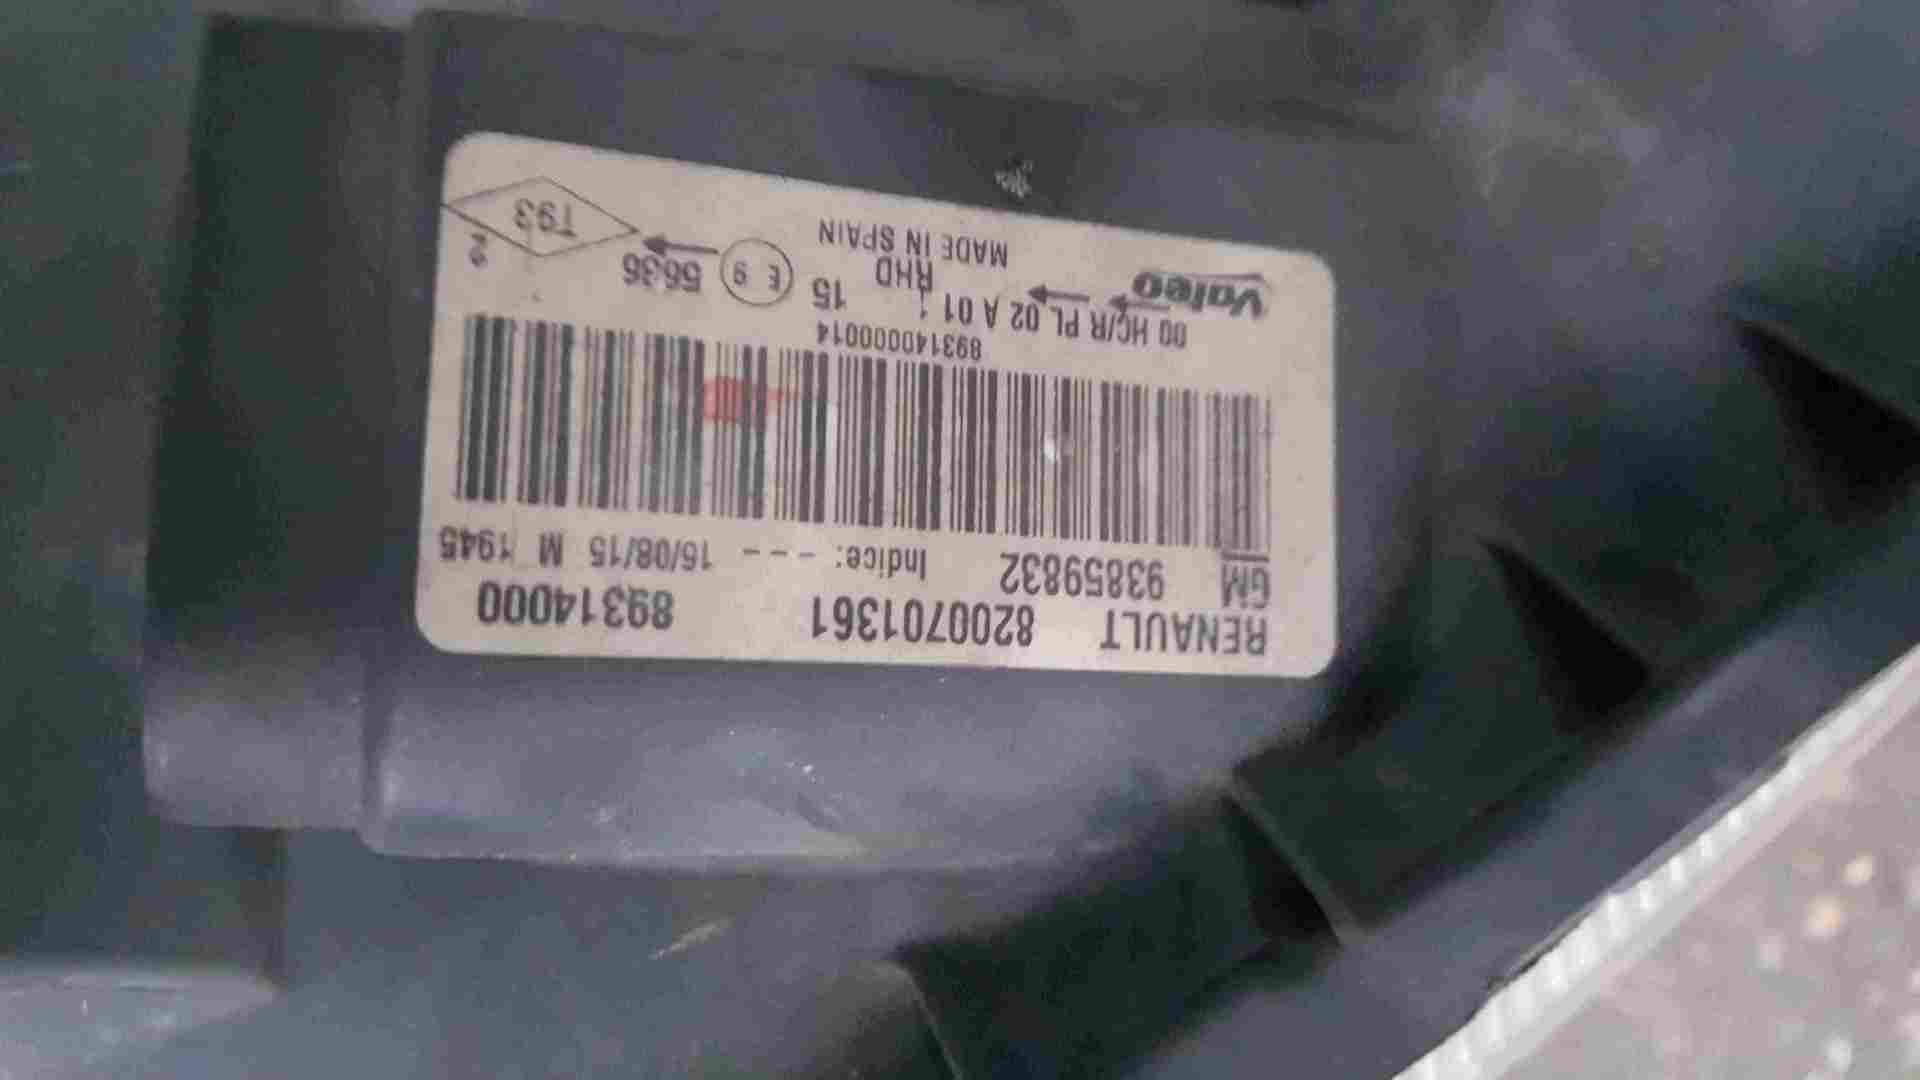 RENAULT 8200701361 89314000
GM 93859832 Indice: - - - 16/08/15 M 1945
89314000014
00 HC/R PL 02 A 01 1 15 E 9 5636
Valeo RHD T93
MADE IN SPAIN